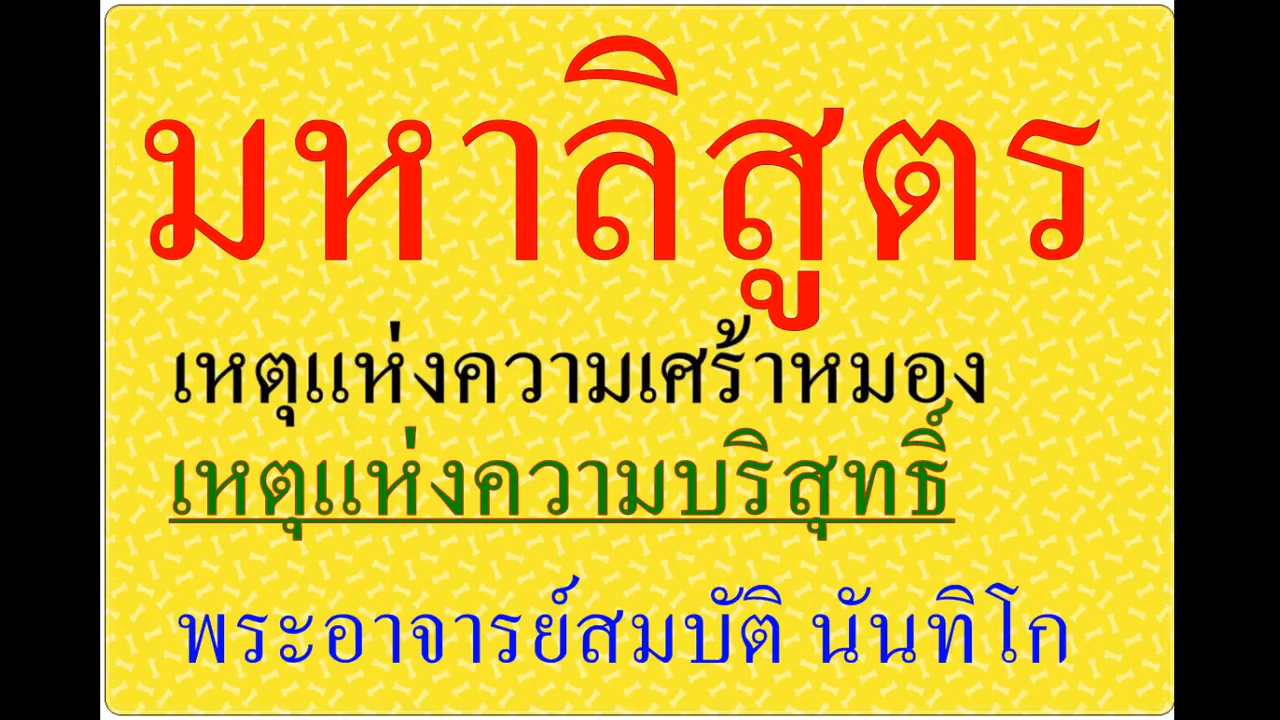 มหาลิสูตร
เหตุแห่งความเศร้าหมอง
เหตุแห่งความบริสุทธิ์
พระอาจารย์สมบัติ นันทิโก